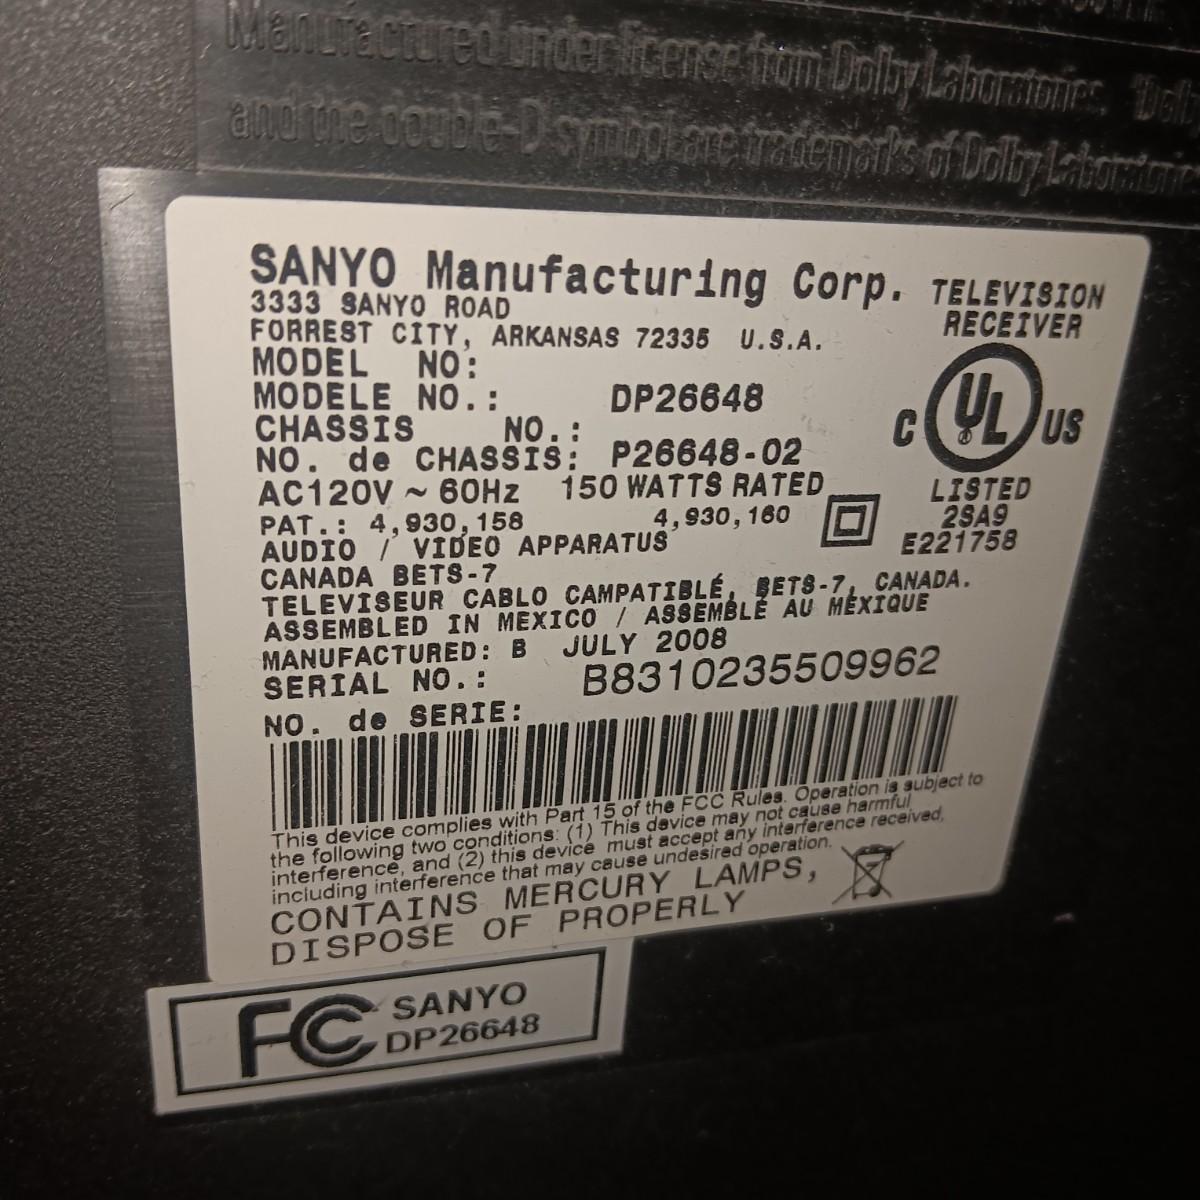 Manufactured under license from Dolby Laboratories.
and the double-D symbol are trademarks of Dolby Laboratories
SANYO Manufacturing Corp.
3333 SANYO ROAD
FORREST CITY, ARKANSAS 72335 U.S.A.
TELEVISION
RECEIVER
MODEL NO:
MODELE NO.: DP26648
CHASSIS NO.:
NO. de CHASSIS: P26648-02
AC120V ~ 60Hz 150 WATTS RATED
PAT.: 4,930,158 4,930,160
C UL US
LISTED
2SA9
E221758
AUDIO / VIDEO APPARATUS
CANADA BETS-7
TELEVISEUR CABLO CAMPATIBLÉ, BETS-7, CANADA.
ASSEMBLED IN MEXICO / ASSEMBLÉ AU MÉXIQUE
MANUFACTURED: B JULY 2008
SERIAL NO.: B8310235509962
NO. de SERIE:
This device complies with Part 15 of the FCC Rules. Operation is subject to
the following two conditions: (1) This device may not cause harmful
interference, and (2) this device must accept any interference received,
including interference that may cause undesired operation.
CONTAINS MERCURY LAMPS,
DISPOSE OF PROPERLY
FC SANYO
DP26648